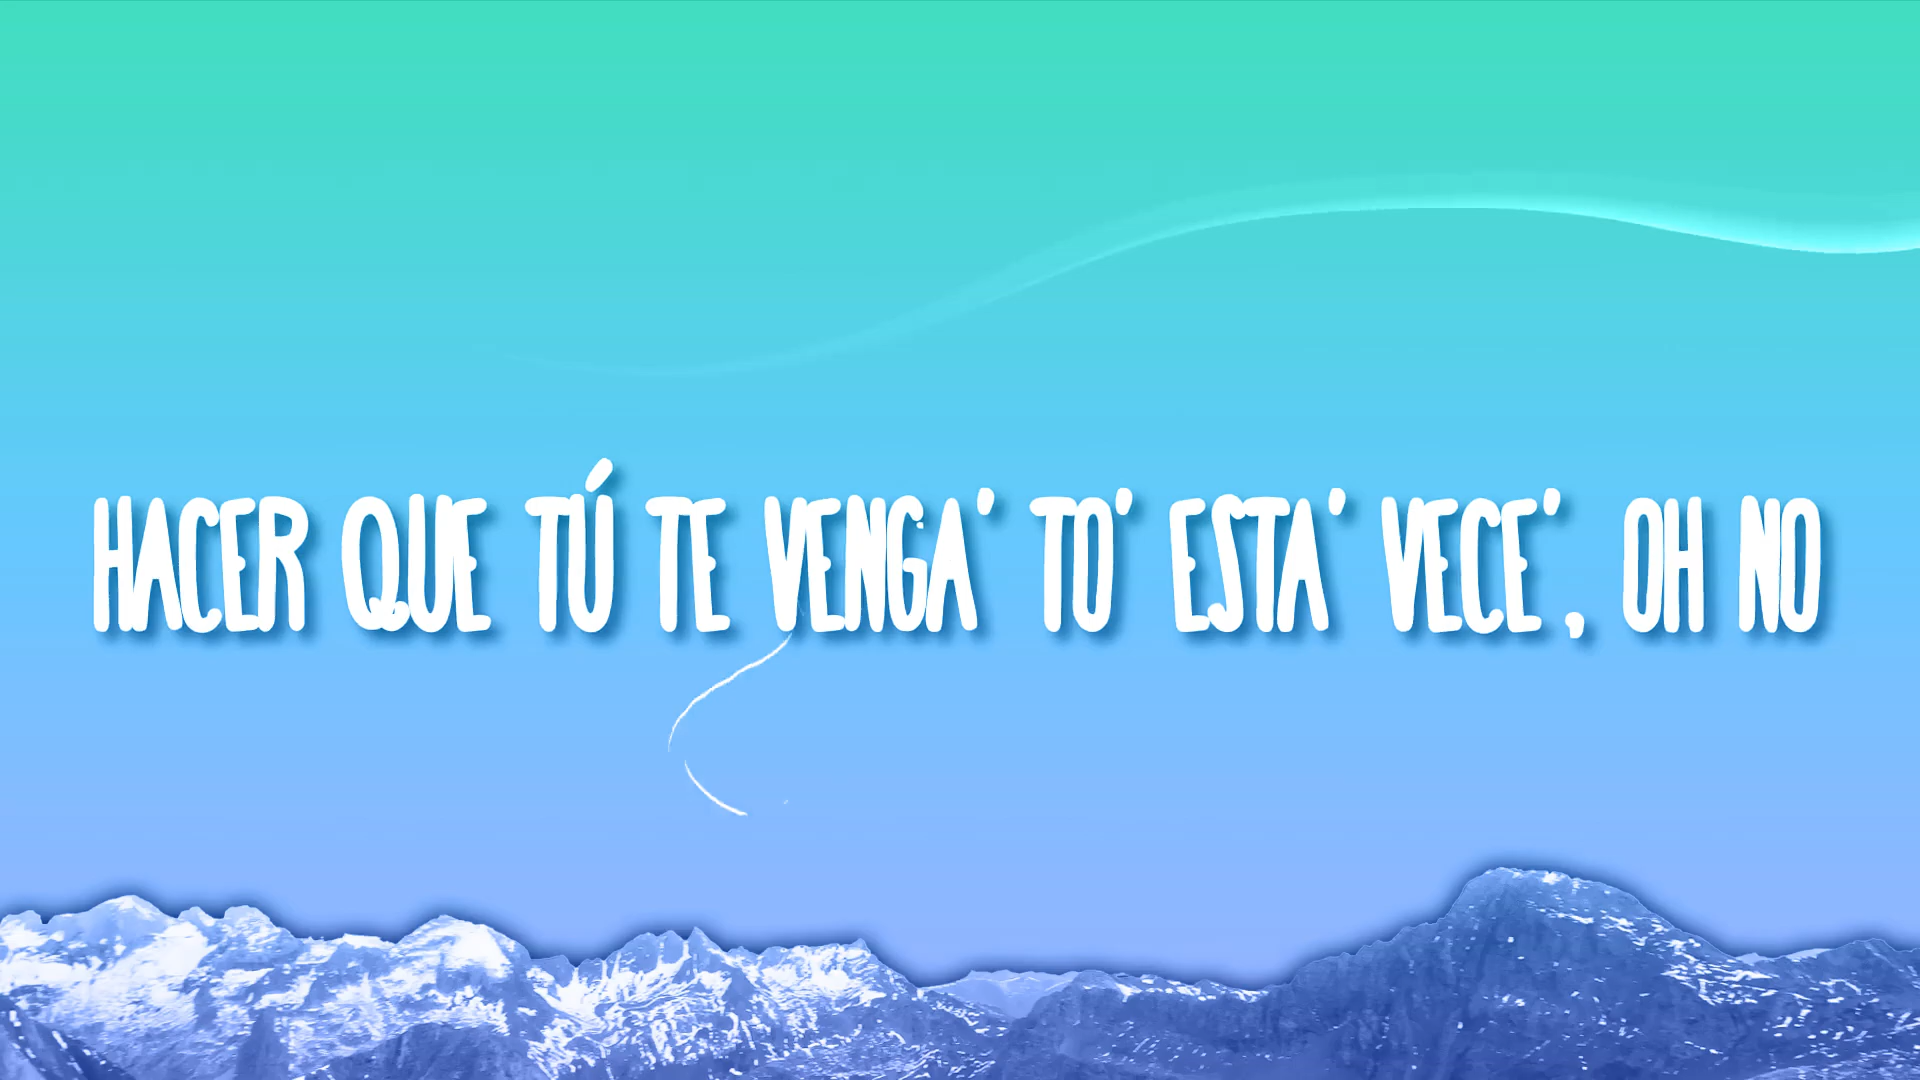 HACER QUE TÚ TE VENGA' TO' ESTA' VECE', OH NO